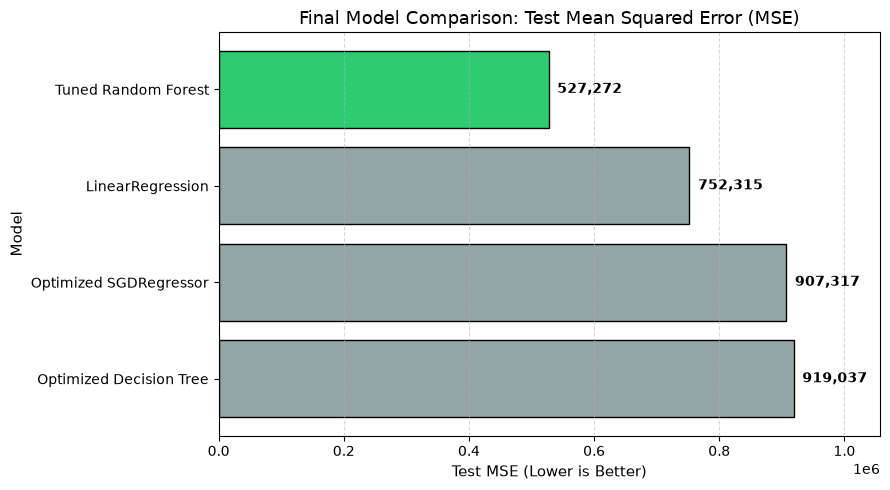 Final Model Comparison: Test Mean Squared Error (MSE)
Model
Tuned Random Forest
527,272
LinearRegression
752,315
Optimized SGDRegressor
907,317
Optimized Decision Tree
919,037
0.0 0.2 0.4 0.6 0.8 1.0
1e6
Test MSE (Lower is Better)